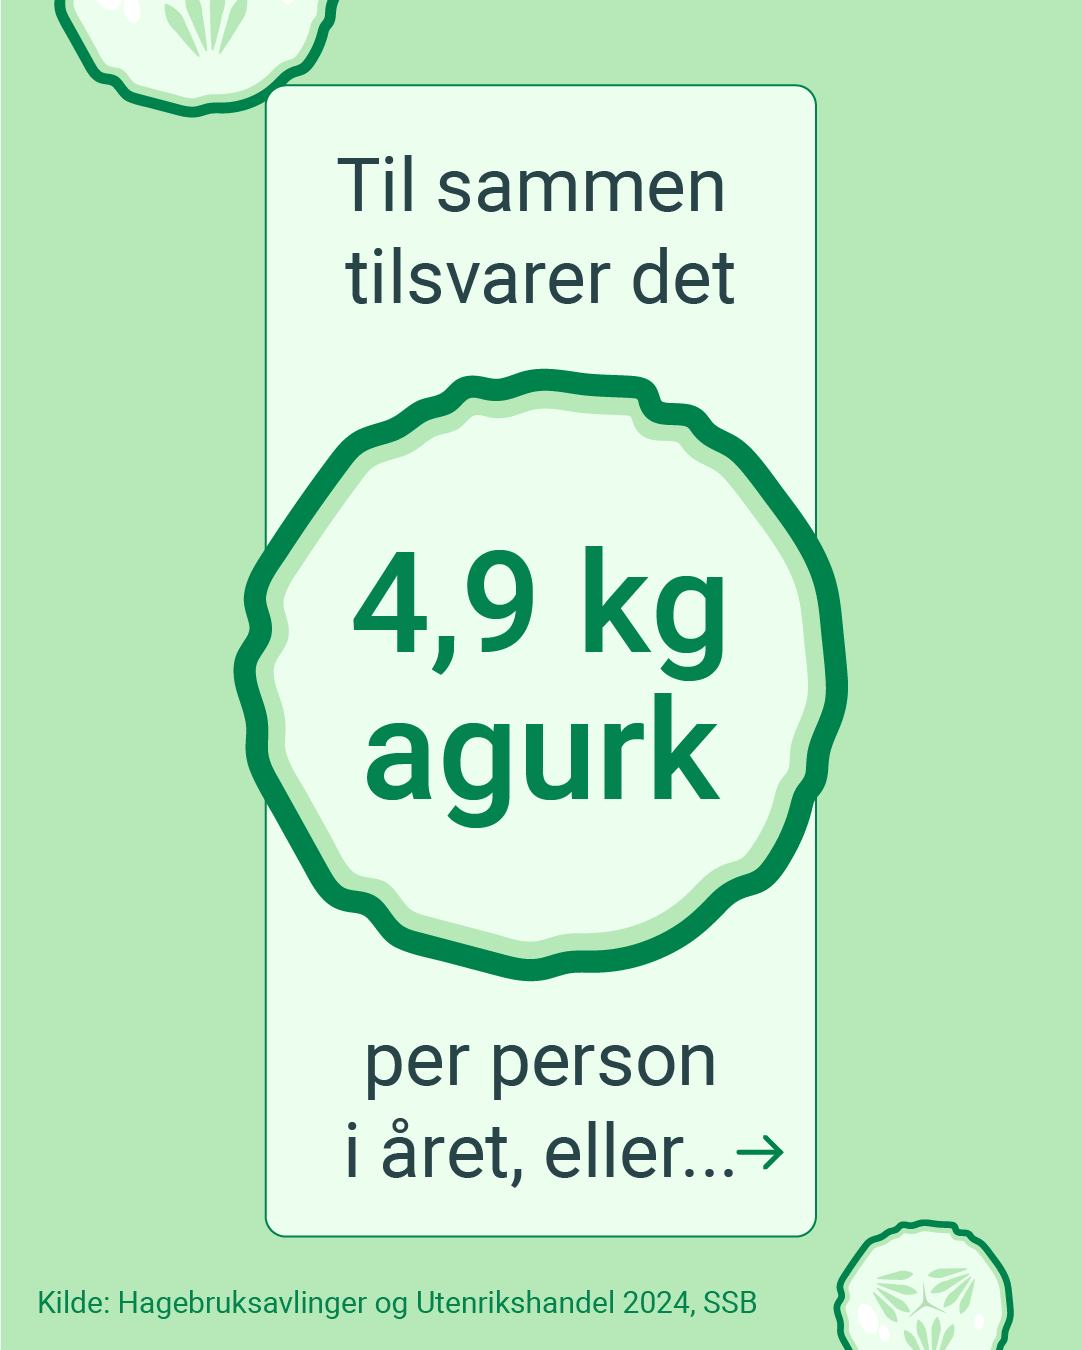 Til sammen
tilsvarer det
4,9 kg
agurk
per person
i året, eller...→
Kilde: Hagebruksavlinger og Utenrikshandel 2024, SSB